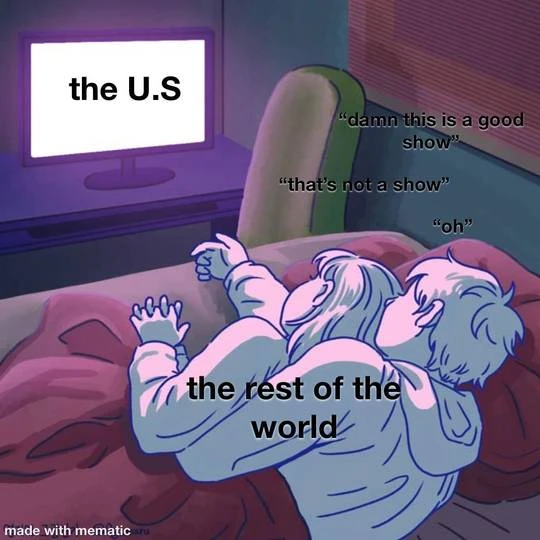 the U.S
“damn this is a good
show”
“that’s not a show”
“oh”
the rest of the
world
made with mematic